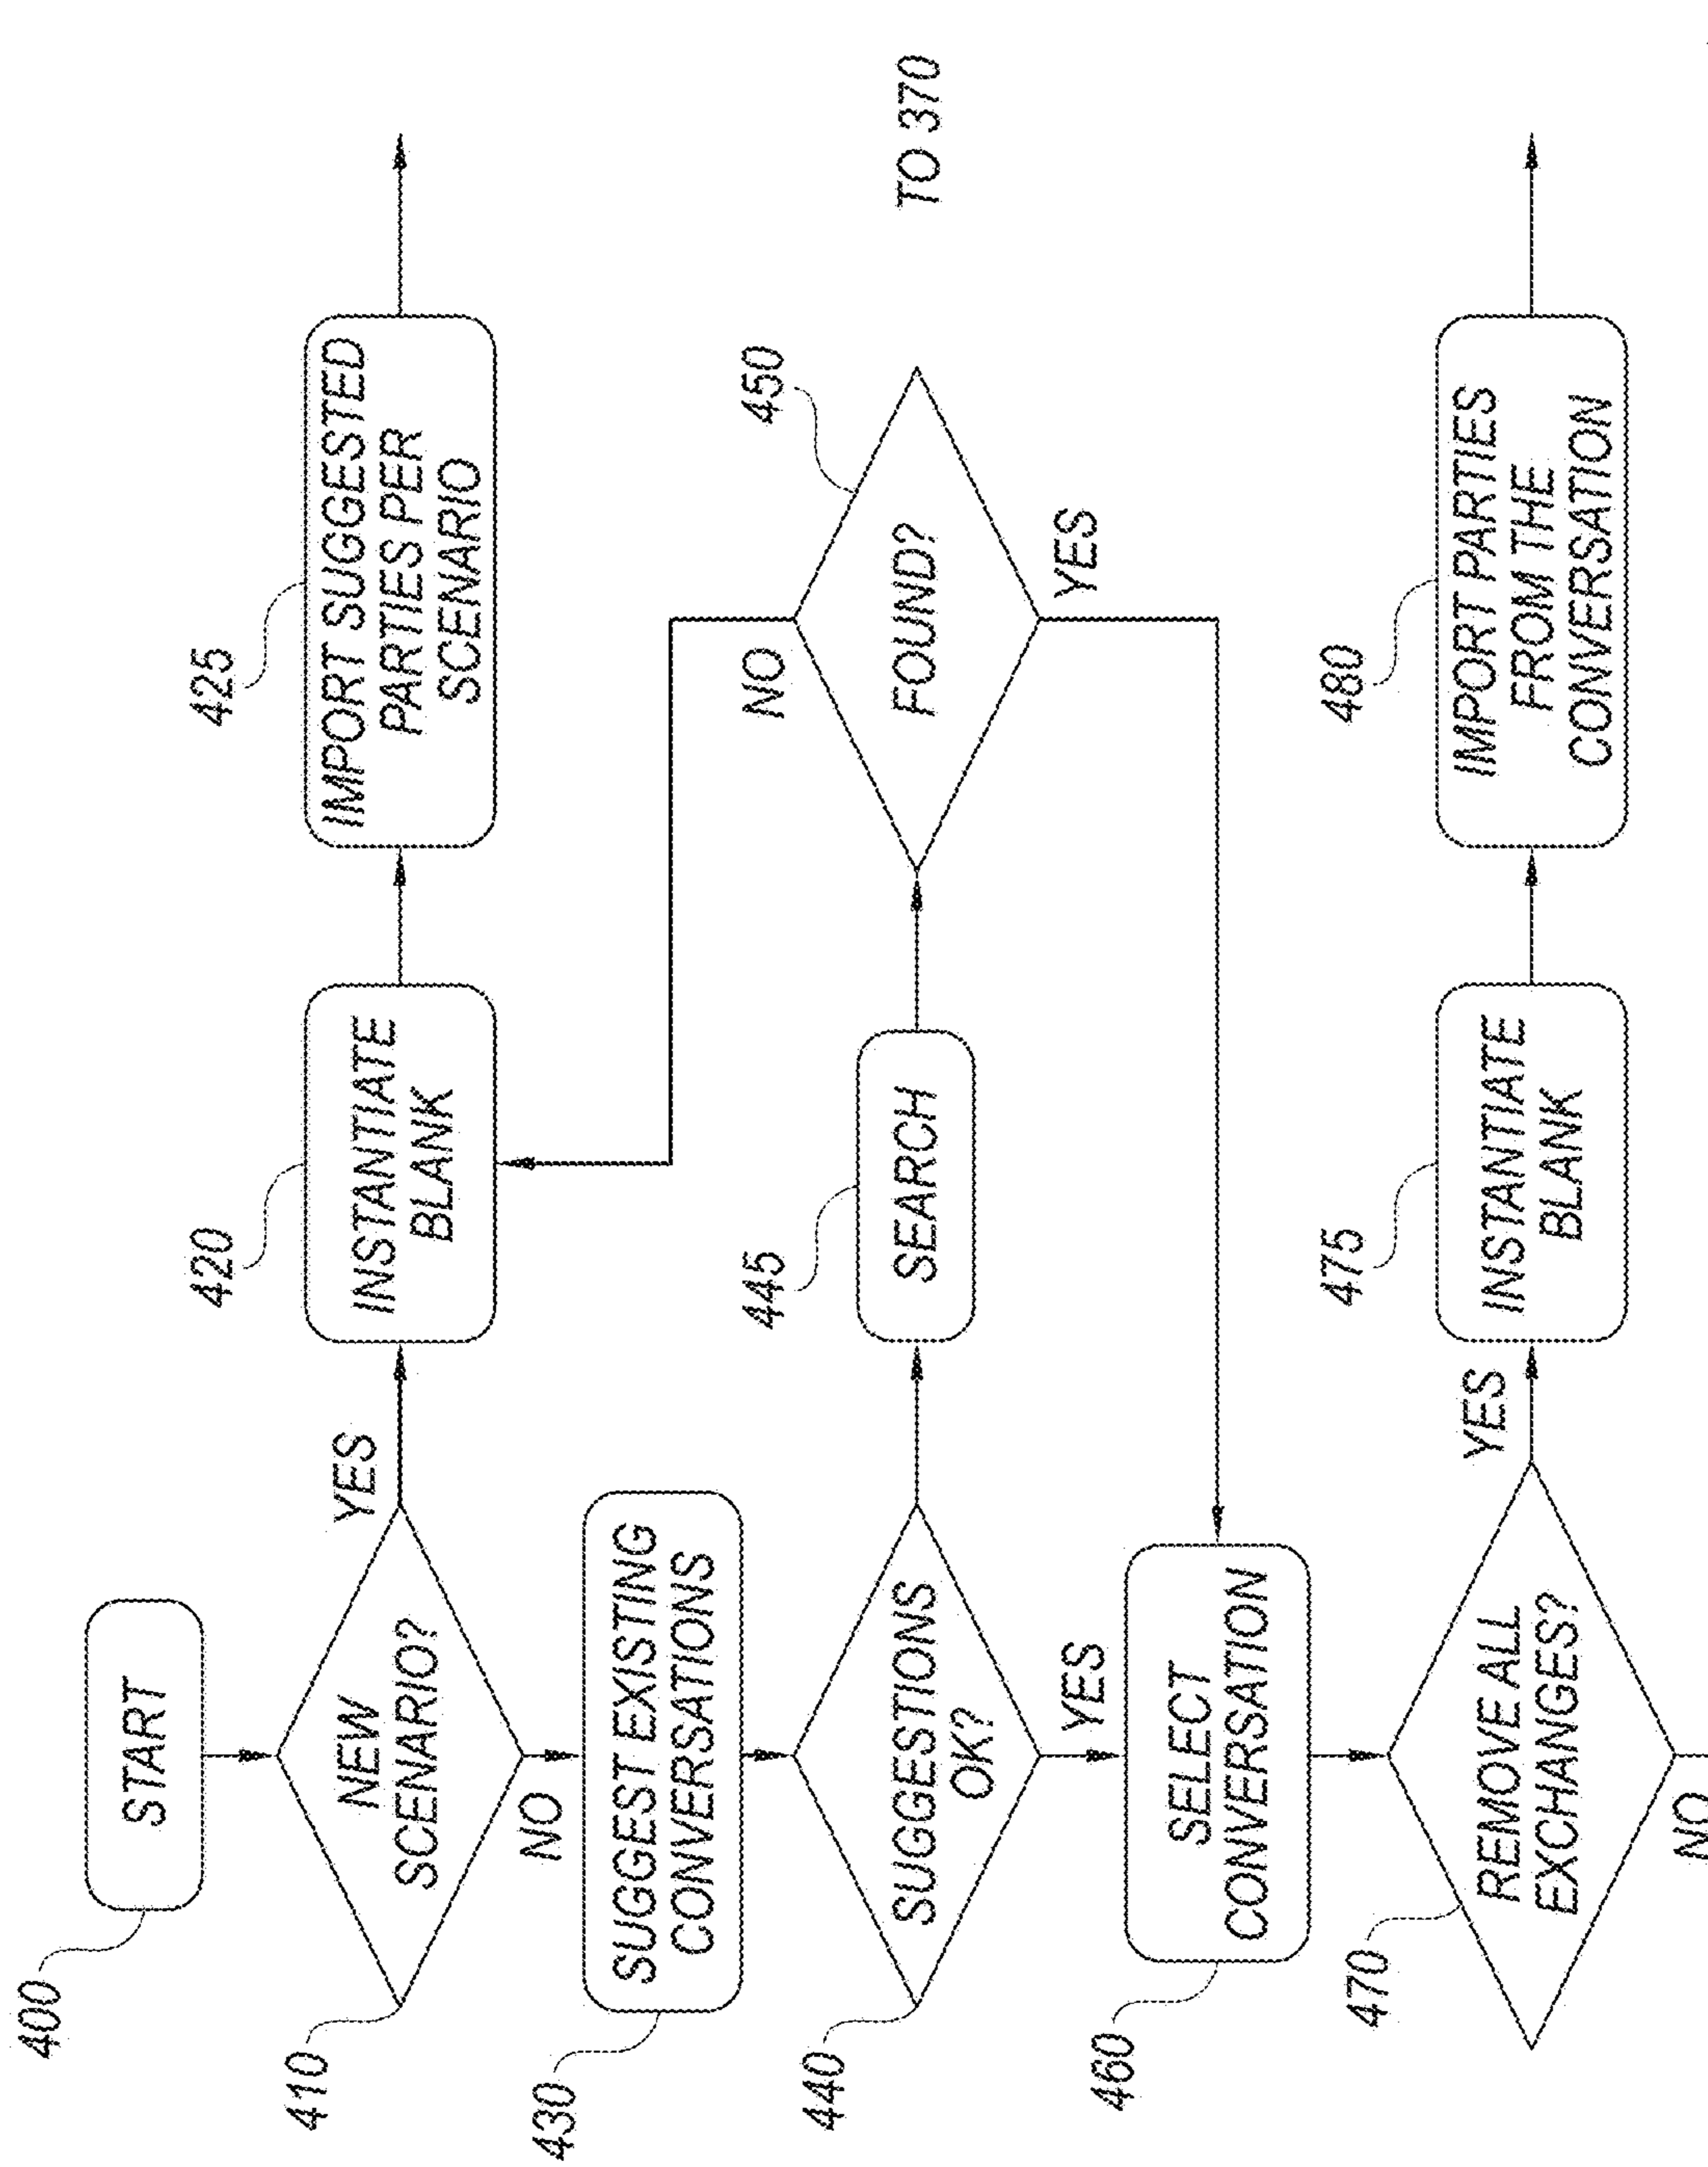 400
START
410
NEW
SCENARIO?
YES
420
INSTANTIATE
BLANK
425
IMPORT SUGGESTED
PARTIES PER
SCENARIO
NO
430
SUGGEST EXISTING
CONVERSATIONS
440
SUGGESTIONS
OK?
445
SEARCH
450
FOUND?
NO
YES
TO 370
YES
460
SELECT
CONVERSATION
470
REMOVE ALL
EXCHANGES?
YES
475
INSTANTIATE
BLANK
480
IMPORT PARTIES
FROM THE
CONVERSATION
NO